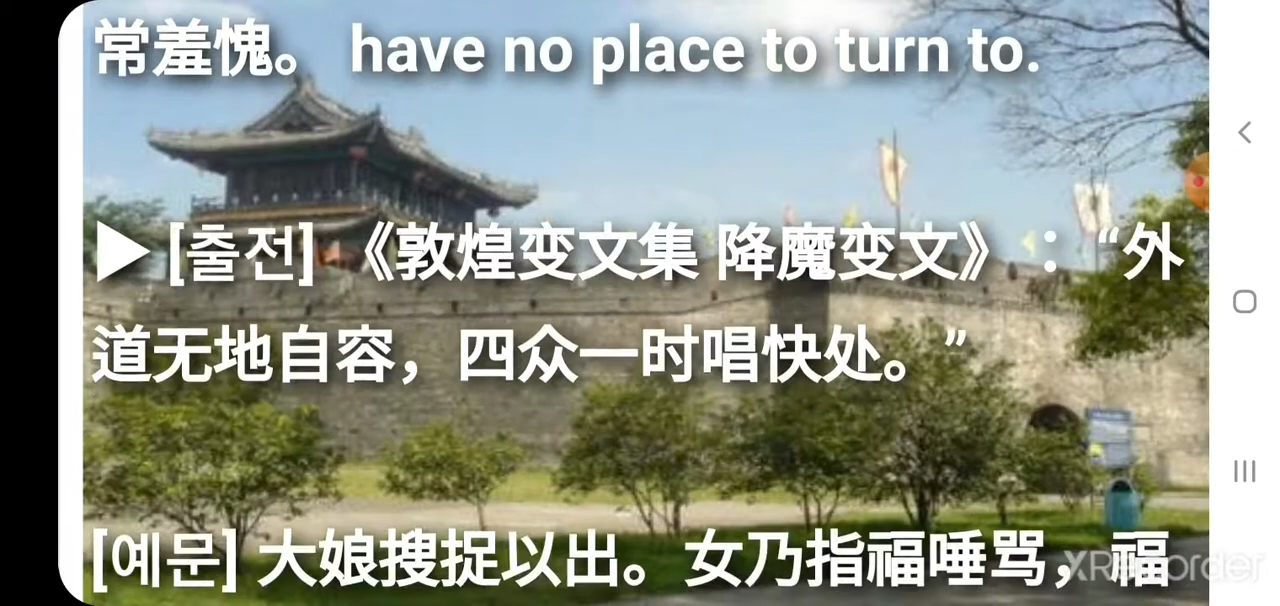 常羞愧。 have no place to turn to.
▶[출전] 《敦煌变文集 降魔变文》 ：“外
道无地自容，四众一时唱快处。”
[예문] 大娘搜捉以出。女乃指福唾骂，福
XRecorder